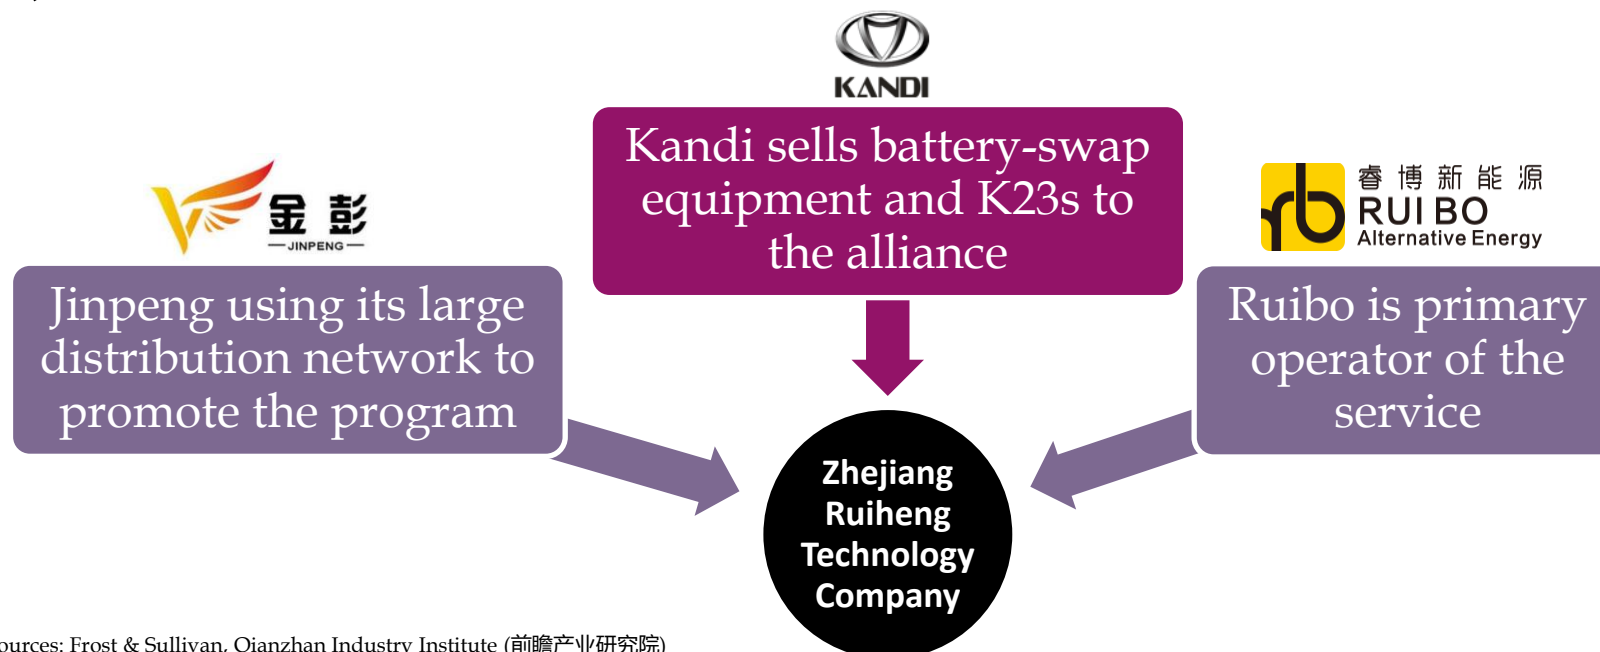 KANDI
Kandi sells battery-swap
equipment and K23s to
the alliance
金彭
JINPENG
Jinpeng using its large
distribution network to
promote the program
rb
睿博新能源
RUI BO
Alternative Energy
Ruibo is primary
operator of the
service
Zhejiang
Ruiheng
Technology
Company
ources: Frost & Sullivan, Qianzhan Industry Institute (前瞻产业研究院)